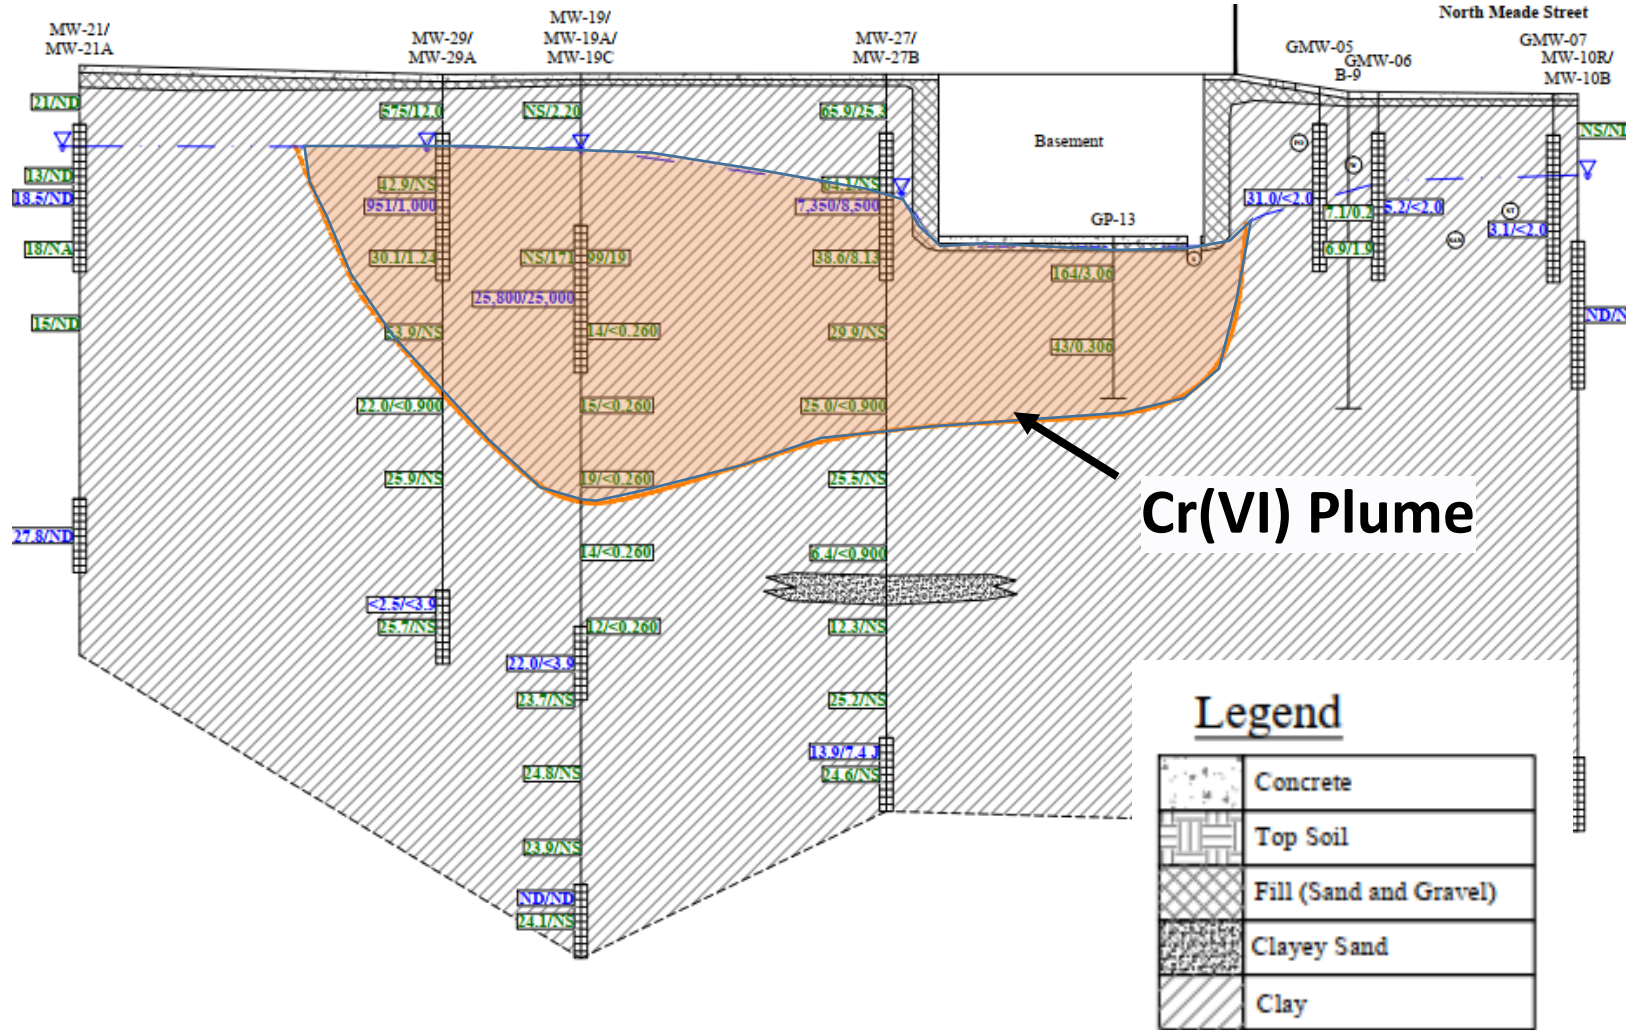 North Meade Street
MW-21/
MW-21A
MW-29/
MW-29A
MW-19/
MW-19A/
MW-19C
MW-27/
MW-27B
GMW-05
B-9
GMW-06
GMW-07
MW-10R/
MW-10B
21/ND
575/12.0
NS/2.20
65.9/25.3
13/ND
18.5/ND
18/NA
15/ND
27.8/ND
42.9/NS
951/1,000
30.1/1.24
22.0/<0.900
25.9/NS
<2.5/<3.9
25.7/NS
NS/171
99/19
25,800/25,000
14/<0.260
15/<0.260
19/<0.260
14/<0.260
12/<0.260
22.0/<3.9
23.7/NS
24.8/NS
23.9/NS
ND/ND
24.1/NS
64.1/NS
7,350/8,500
38.6/8.13
29.9/NS
25.0/<0.900
25.5/NS
6.4/<0.900
12.3/NS
25.2/NS
13.9/7.4 J
24.6/NS
Basement
GP-13
164/3.06
43/0.306
31.0/<2.0
7.1/0.2
6.9/1.9
5.2/<2.0
3.1/<2.0
Cr(VI) Plume
Legend
Concrete
Top Soil
Fill (Sand and Gravel)
Clayey Sand
Clay